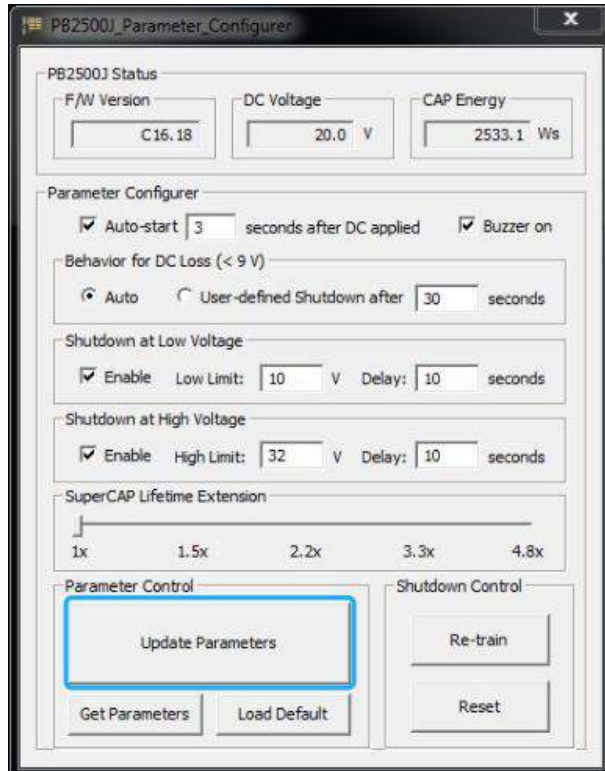 PB2500J_Parameter_Configurer
x
PB2500J Status
F/W Version DC Voltage CAP Energy
C16.18 20.0 V 2533.1 Ws
Parameter Configurer
Auto-start 3 seconds after DC applied Buzzer on
Behavior for DC Loss (< 9 V)
Auto User-defined Shutdown after 30 seconds
Shutdown at Low Voltage
Enable Low Limit: 10 V Delay: 10 seconds
Shutdown at High Voltage
Enable High Limit: 32 V Delay: 10 seconds
SuperCAP Lifetime Extension
1x 1.5x 2.2x 3.3x 4.8x
Parameter Control Shutdown Control
Update Parameters Re-train
Get Parameters Load Default Reset